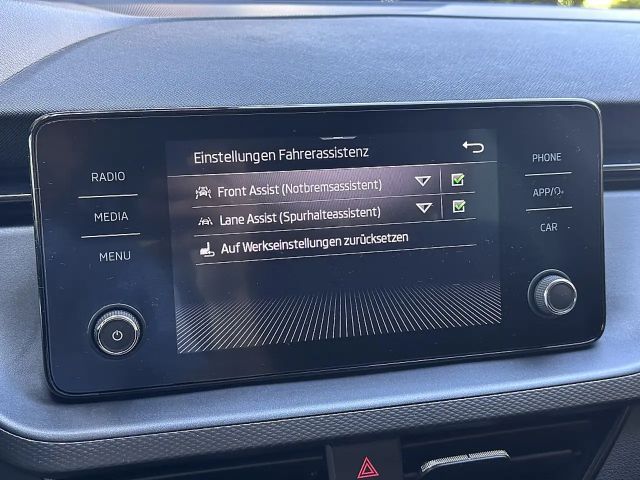 RADIO
MEDIA
MENU
Einstellungen Fahrerassistenz
Front Assist (Notbremsassistent)
Lane Assist (Spurhalteassistent)
Auf Werkseinstellungen zurücksetzen
PHONE
APP/
CAR